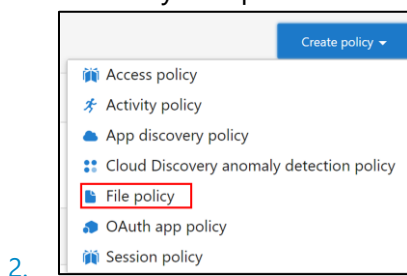 Create policy
Access policy
Activity policy
App discovery policy
Cloud Discovery anomaly detection policy
File policy
OAuth app policy
Session policy
2.